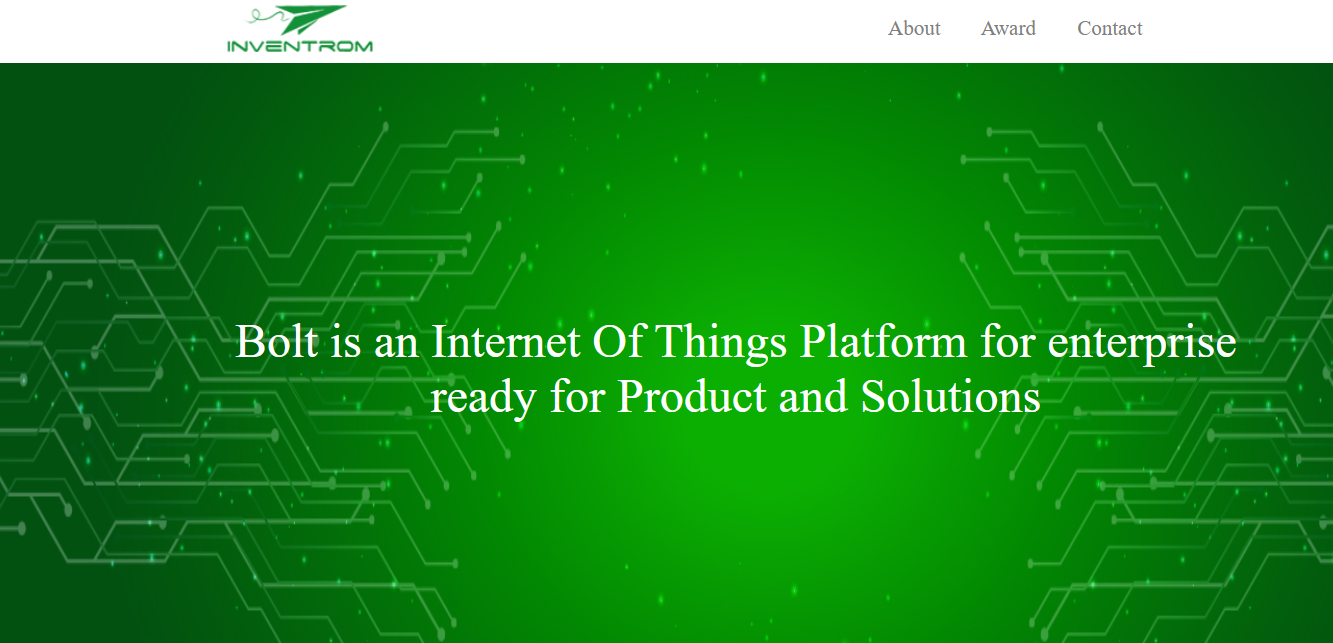 INVENTROM
About Award Contact
Bolt is an Internet Of Things Platform for enterprise
ready for Product and Solutions